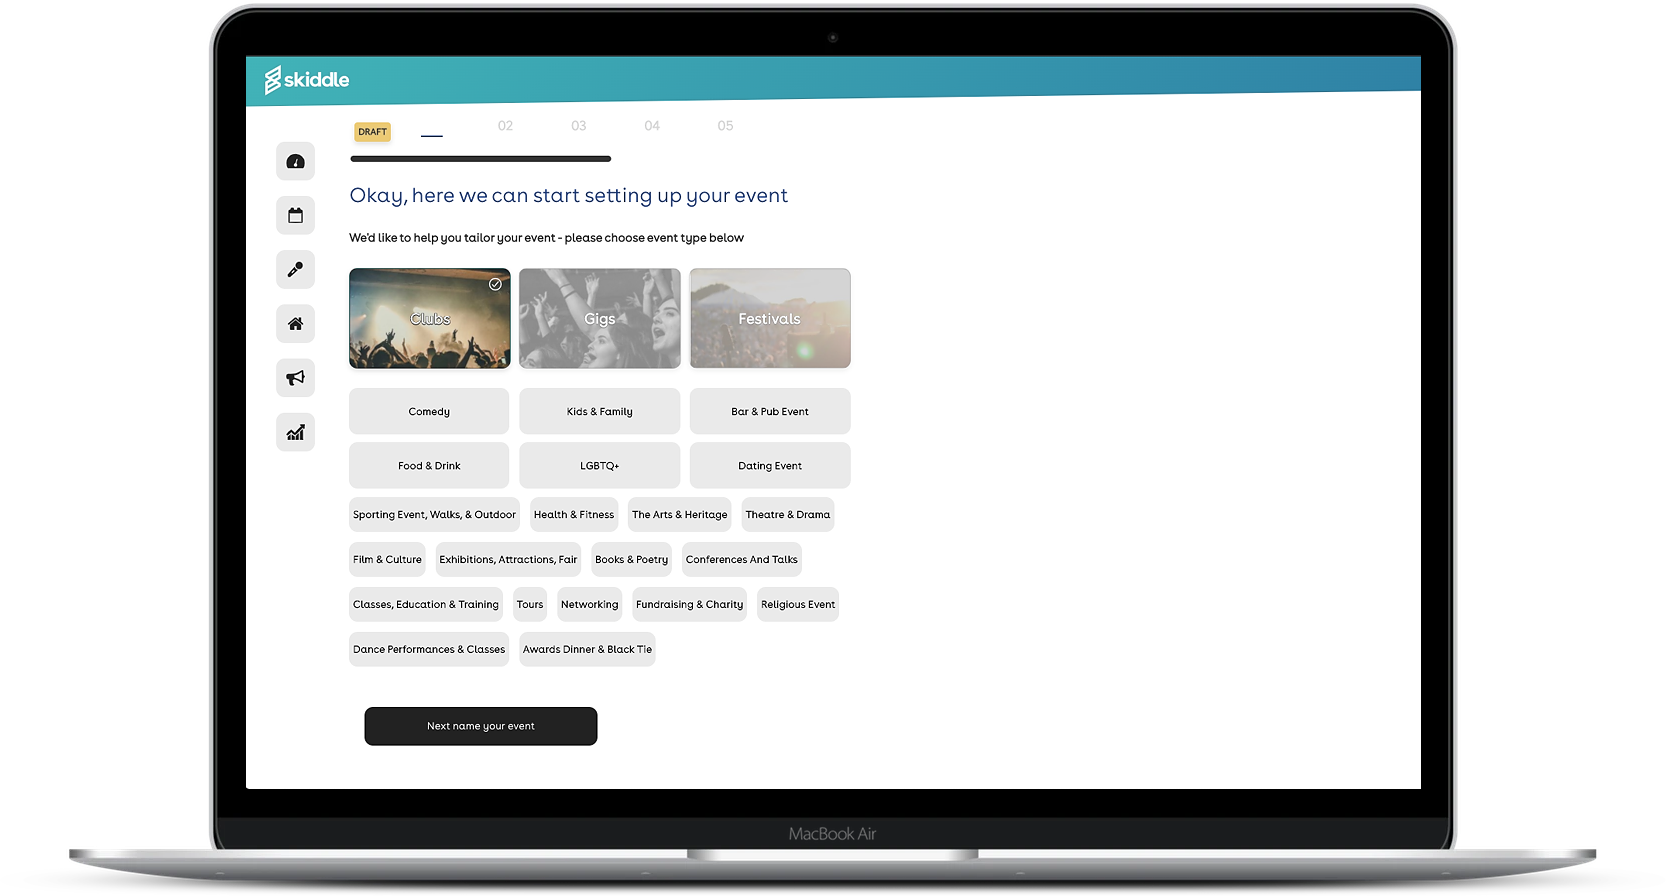 skiddle
DRAFT 02 03 04 05
Okay, here we can start setting up your event
We'd like to help you tailor your event - please choose event type below
Clubs Gigs Festivals
Comedy Kids & Family Bar & Pub Event
Food & Drink LGBTQ+ Dating Event
Sporting Event, Walks, & Outdoor Health & Fitness The Arts & Heritage Theatre & Drama
Film & Culture Exhibitions, Attractions, Fair Books & Poetry Conferences And Talks
Classes, Education & Training Tours Networking Fundraising & Charity Religious Event
Dance Performances & Classes Awards Dinner & Black Tie
Next name your event
MacBook Air